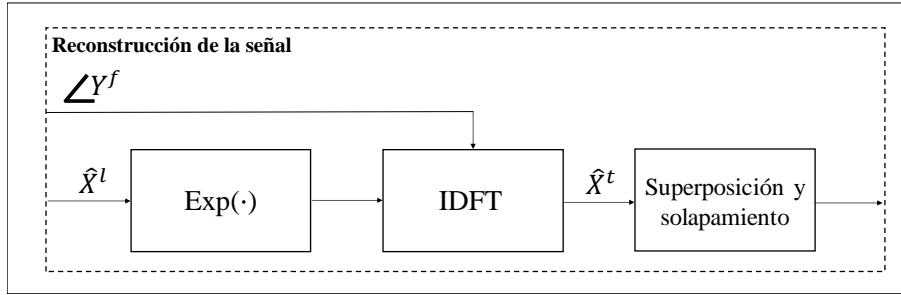 Reconstrucción de la señal
∠Y^f
X̂^l
Exp(·)
IDFT
X̂^t
Superposición y
solapamiento